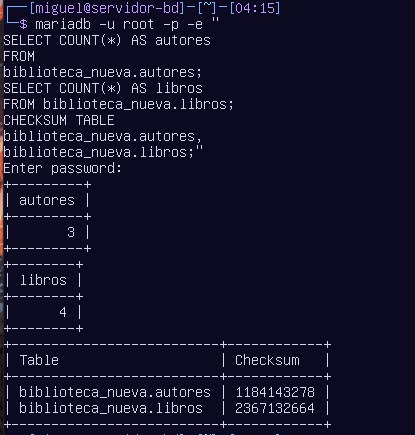 [miguel@servidor-bd]-[~]-[04:15]
$ mariadb -u root -p -e "
SELECT COUNT(*) AS autores
FROM
biblioteca_nueva.autores;
SELECT COUNT(*) AS libros
FROM biblioteca_nueva.libros;
CHECKSUM TABLE
biblioteca_nueva.autores,
biblioteca_nueva.libros;"
Enter password:
+---------+
| autores |
+---------+
|       3 |
+---------+
+--------+
| libros |
+--------+
|      4 |
+--------+
+--------------------------+------------+
| Table                    | Checksum   |
+--------------------------+------------+
| biblioteca_nueva.autores | 1184143278 |
| biblioteca_nueva.libros  | 2367132664 |
+--------------------------+------------+